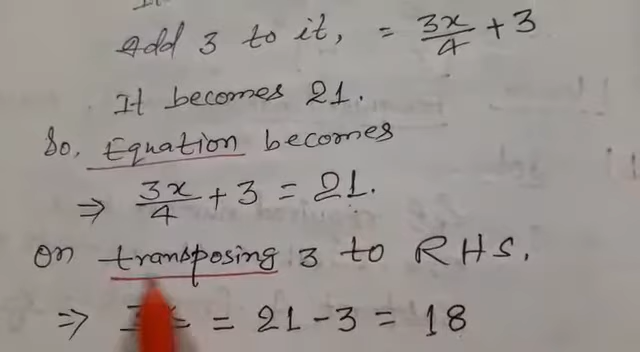 Add 3 to it, = 3x/4 + 3
It becomes 21.
So, Equation becomes
⇒ 3x/4 + 3 = 21.
On transposing 3 to RHS.
⇒ = 21 - 3 = 18